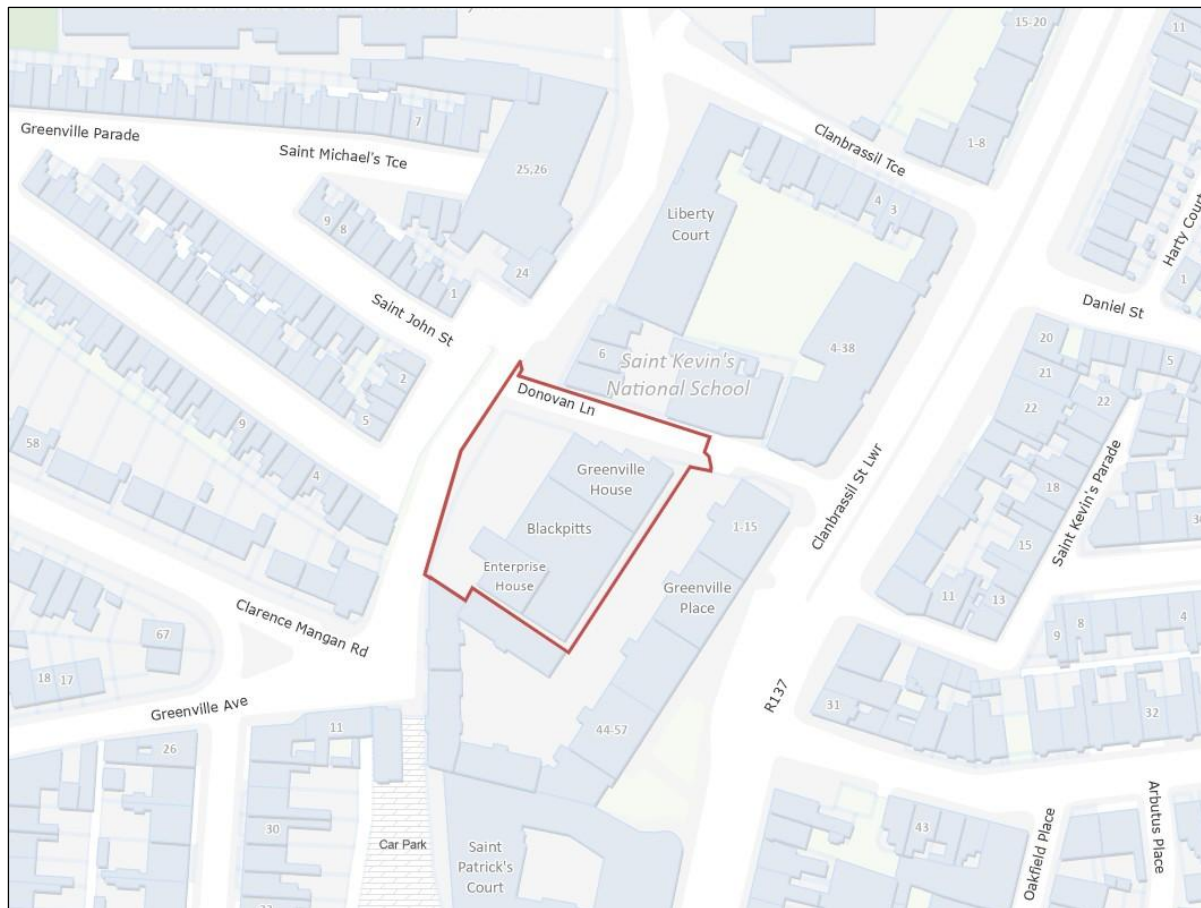 15-20
11
7
Greenville Parade
Saint Michael's Tce
25,26
Clanbrassil Tce
1-8
4
3
Liberty
Court
9
8
1
24
Harty Court
1
Daniel St
Saint John St
2
5
6
Saint Kevin's
National School
4-38
20
21
22
22
5
Donovan Ln
9
4
58
Greenville
House
Blackpitts
Enterprise
House
1-15
Clanbrassil St Lwr
18
15
13
11
Saint Kevin's Parade
Greenville
Place
Clarence Mangan Rd
67
18
17
9
8
4
Greenville Ave
R137
31
32
44-57
11
26
30
Car Park
Saint
Patrick's
Court
43
Oakfield Place
Arbutus Place